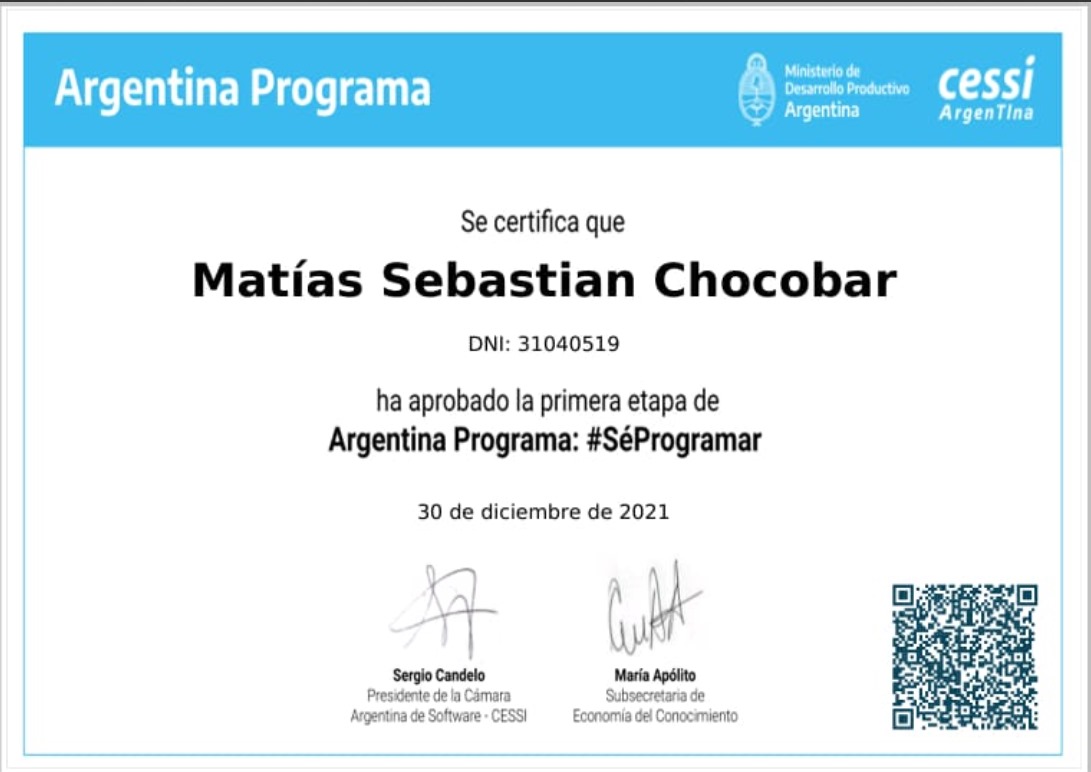 Argentina Programa
Ministerio de
Desarrollo Productivo
Argentina
cessi
ArgenTIna
Se certifica que
Matías Sebastian Chocobar
DNI: 31040519
ha aprobado la primera etapa de
Argentina Programa: #SéProgramar
30 de diciembre de 2021
Sergio Candelo
Presidente de la Cámara
Argentina de Software - CESSI
María Apólito
Subsecretaria de
Economía del Conocimiento